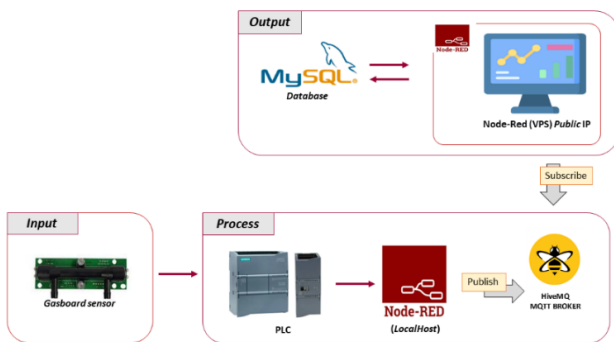 Output
Node-RED
MySQL®
Database
Node-Red (VPS) Public IP
Subscribe
Input
Process
Gasboard sensor
PLC
Node-RED
(LocalHost)
Publish
HiveMQ
MQTT BROKER